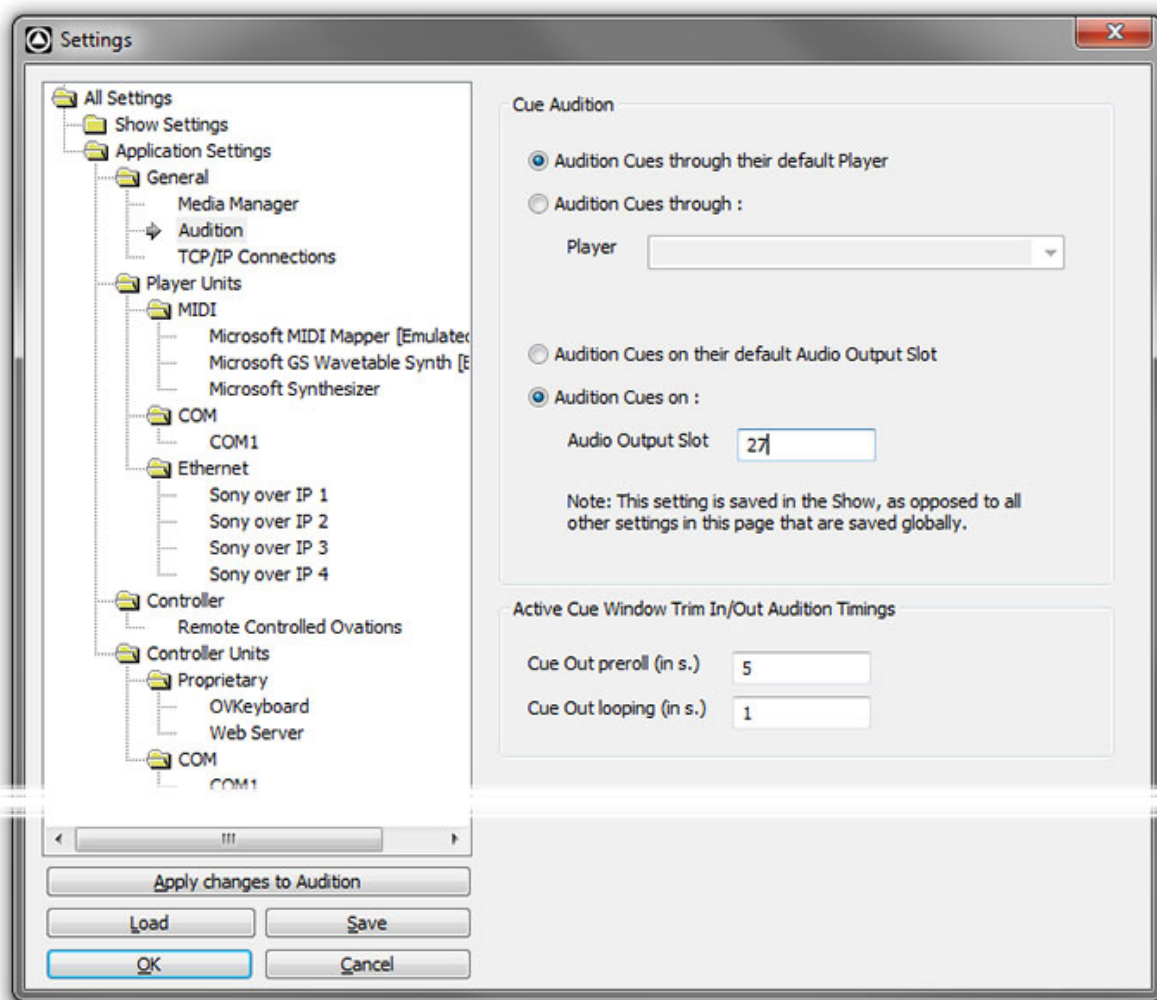 Settings
All Settings
Show Settings
Application Settings
General
Media Manager
Audition
TCP/IP Connections
Player Units
MIDI
Microsoft MIDI Mapper [Emulated
Microsoft GS Wavetable Synth [E
Microsoft Synthesizer
COM
COM1
Ethernet
Sony over IP 1
Sony over IP 2
Sony over IP 3
Sony over IP 4
Controller
Remote Controlled Ovations
Controller Units
Proprietary
OVKeyboard
Web Server
COM
COM1
Apply changes to Audition
Load Save
OK Cancel
Cue Audition
Audition Cues through their default Player
Audition Cues through :
Player
Audition Cues on their default Audio Output Slot
Audition Cues on :
Audio Output Slot 27
Note: This setting is saved in the Show, as opposed to all
other settings in this page that are saved globally.
Active Cue Window Trim In/Out Audition Timings
Cue Out preroll (in s.) 5
Cue Out looping (in s.) 1